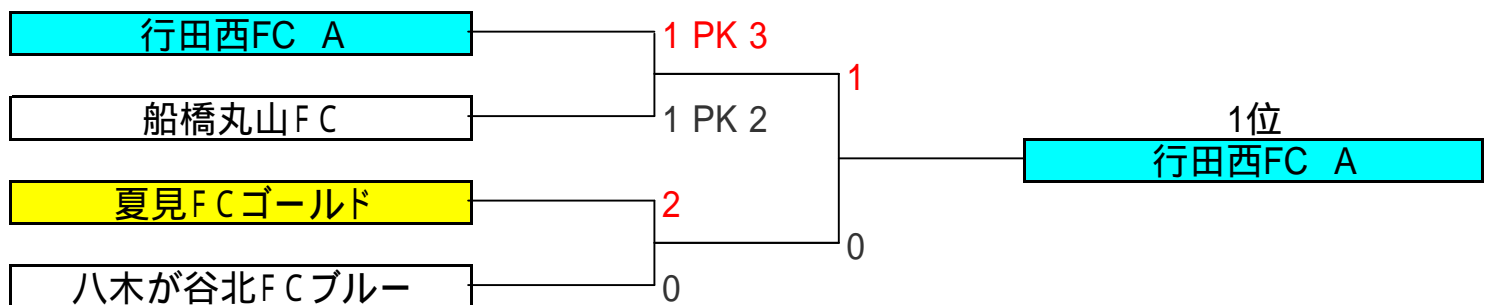 行田西FC A
1 PK 3
1
船橋丸山FC
1 PK 2
1位
行田西FC A
夏見FCゴールド
2
0
八木が谷北FCブルー
0